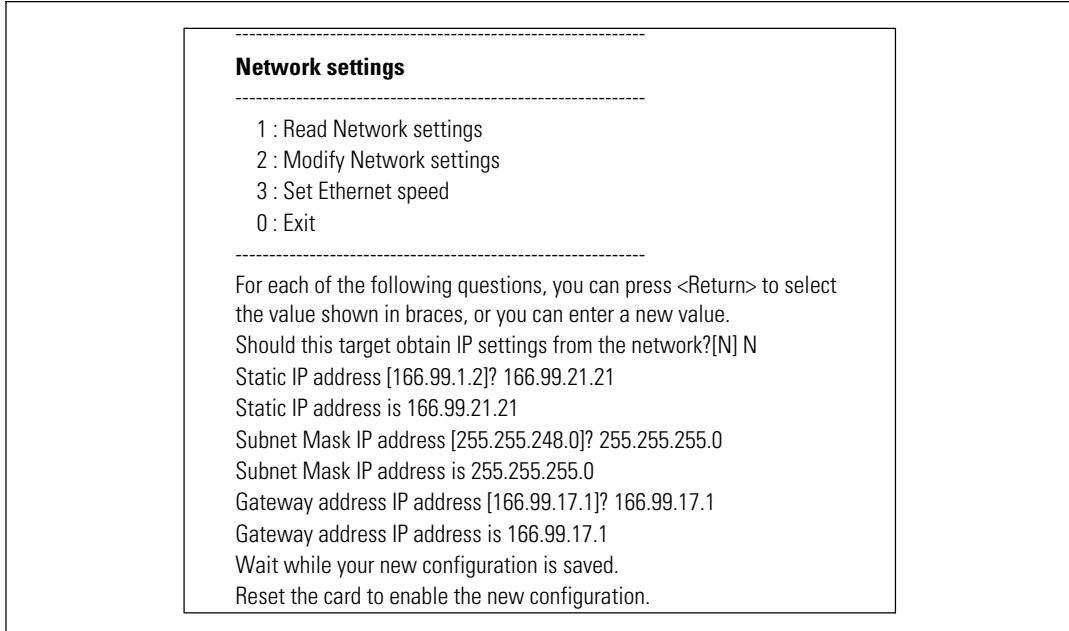 ------------------------------------------------------------
Network settings
------------------------------------------------------------
1 : Read Network settings
2 : Modify Network settings
3 : Set Ethernet speed
0 : Exit
------------------------------------------------------------
For each of the following questions, you can press <Return> to select
the value shown in braces, or you can enter a new value.
Should this target obtain IP settings from the network?[N] N
Static IP address [166.99.1.2]? 166.99.21.21
Static IP address is 166.99.21.21
Subnet Mask IP address [255.255.248.0]? 255.255.255.0
Subnet Mask IP address is 255.255.255.0
Gateway address IP address [166.99.17.1]? 166.99.17.1
Gateway address IP address is 166.99.17.1
Wait while your new configuration is saved.
Reset the card to enable the new configuration.